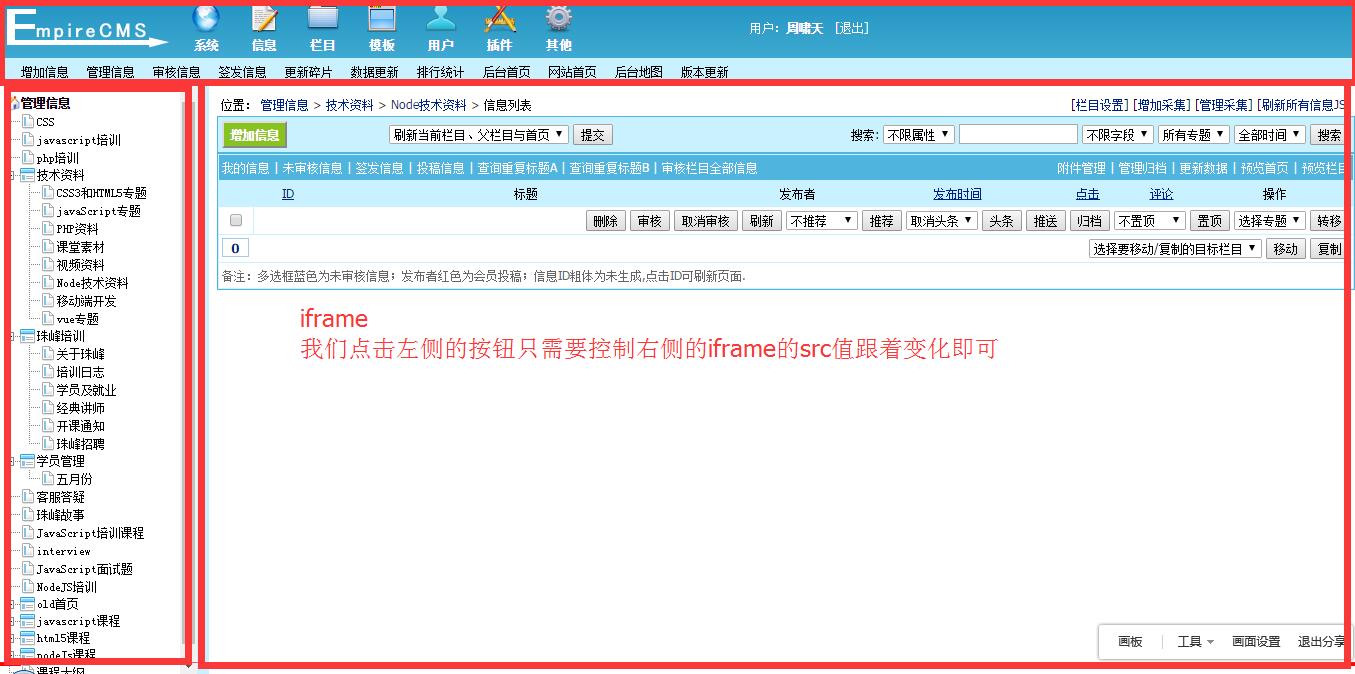 EmpireCMS
系统 信息 栏目 模板 用户 插件 其他
用户: 周啸天 [退出]
增加信息 管理信息 审核信息 签发信息 更新碎片 数据更新 排行统计 后台首页 网站首页 后台地图 版本更新
管理信息
CSS
javascript培训
php培训
技术资料
CSS3和HTML5专题
javaScript专题
PHP资料
课堂素材
视频资料
Node技术资料
移动端开发
vue专题
珠峰培训
关于珠峰
培训日志
学员及就业
经典讲师
开课通知
珠峰招聘
学员管理
五月份
客服答疑
珠峰故事
JavaScript培训课程
interview
JavaScript面试题
NodeJS培训
old首页
javascript课程
html5课程
nodeJs课程
课程大纲
位置: 管理信息 > 技术资料 > Node技术资料 > 信息列表
[栏目设置] [增加采集] [管理采集] [刷新所有信息JS
增加信息 刷新当前栏目、父栏目与首页 提交 搜索: 不限属性 不限字段 所有专题 全部时间 搜索
我的信息 | 未审核信息 | 签发信息 | 投稿信息 | 查询重复标题A | 查询重复标题B | 审核栏目全部信息
附件管理 | 管理归档 | 更新数据 | 预览首页 | 预览栏目
ID 标题 发布者 发布时间 点击 评论 操作
删除 审核 取消审核 刷新 不推荐 推荐 取消头条 头条 推送 归档 不置顶 置顶 选择专题 转移
0 选择要移动/复制的目标栏目 移动 复制
备注：多选框蓝色为未审核信息；发布者红色为会员投稿；信息ID粗体为未生成,点击ID可刷新页面.
iframe
我们点击左侧的按钮只需要控制右侧的iframe的src值跟着变化即可
画板 工具 画面设置 退出分享